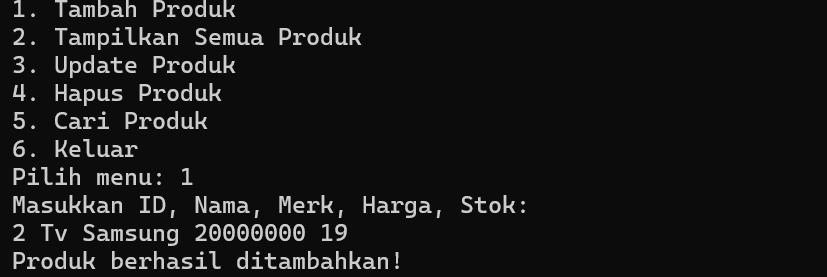 1. Tambah Produk
2. Tampilkan Semua Produk
3. Update Produk
4. Hapus Produk
5. Cari Produk
6. Keluar
Pilih menu: 1
Masukkan ID, Nama, Merk, Harga, Stok:
2 Tv Samsung 20000000 19
Produk berhasil ditambahkan!